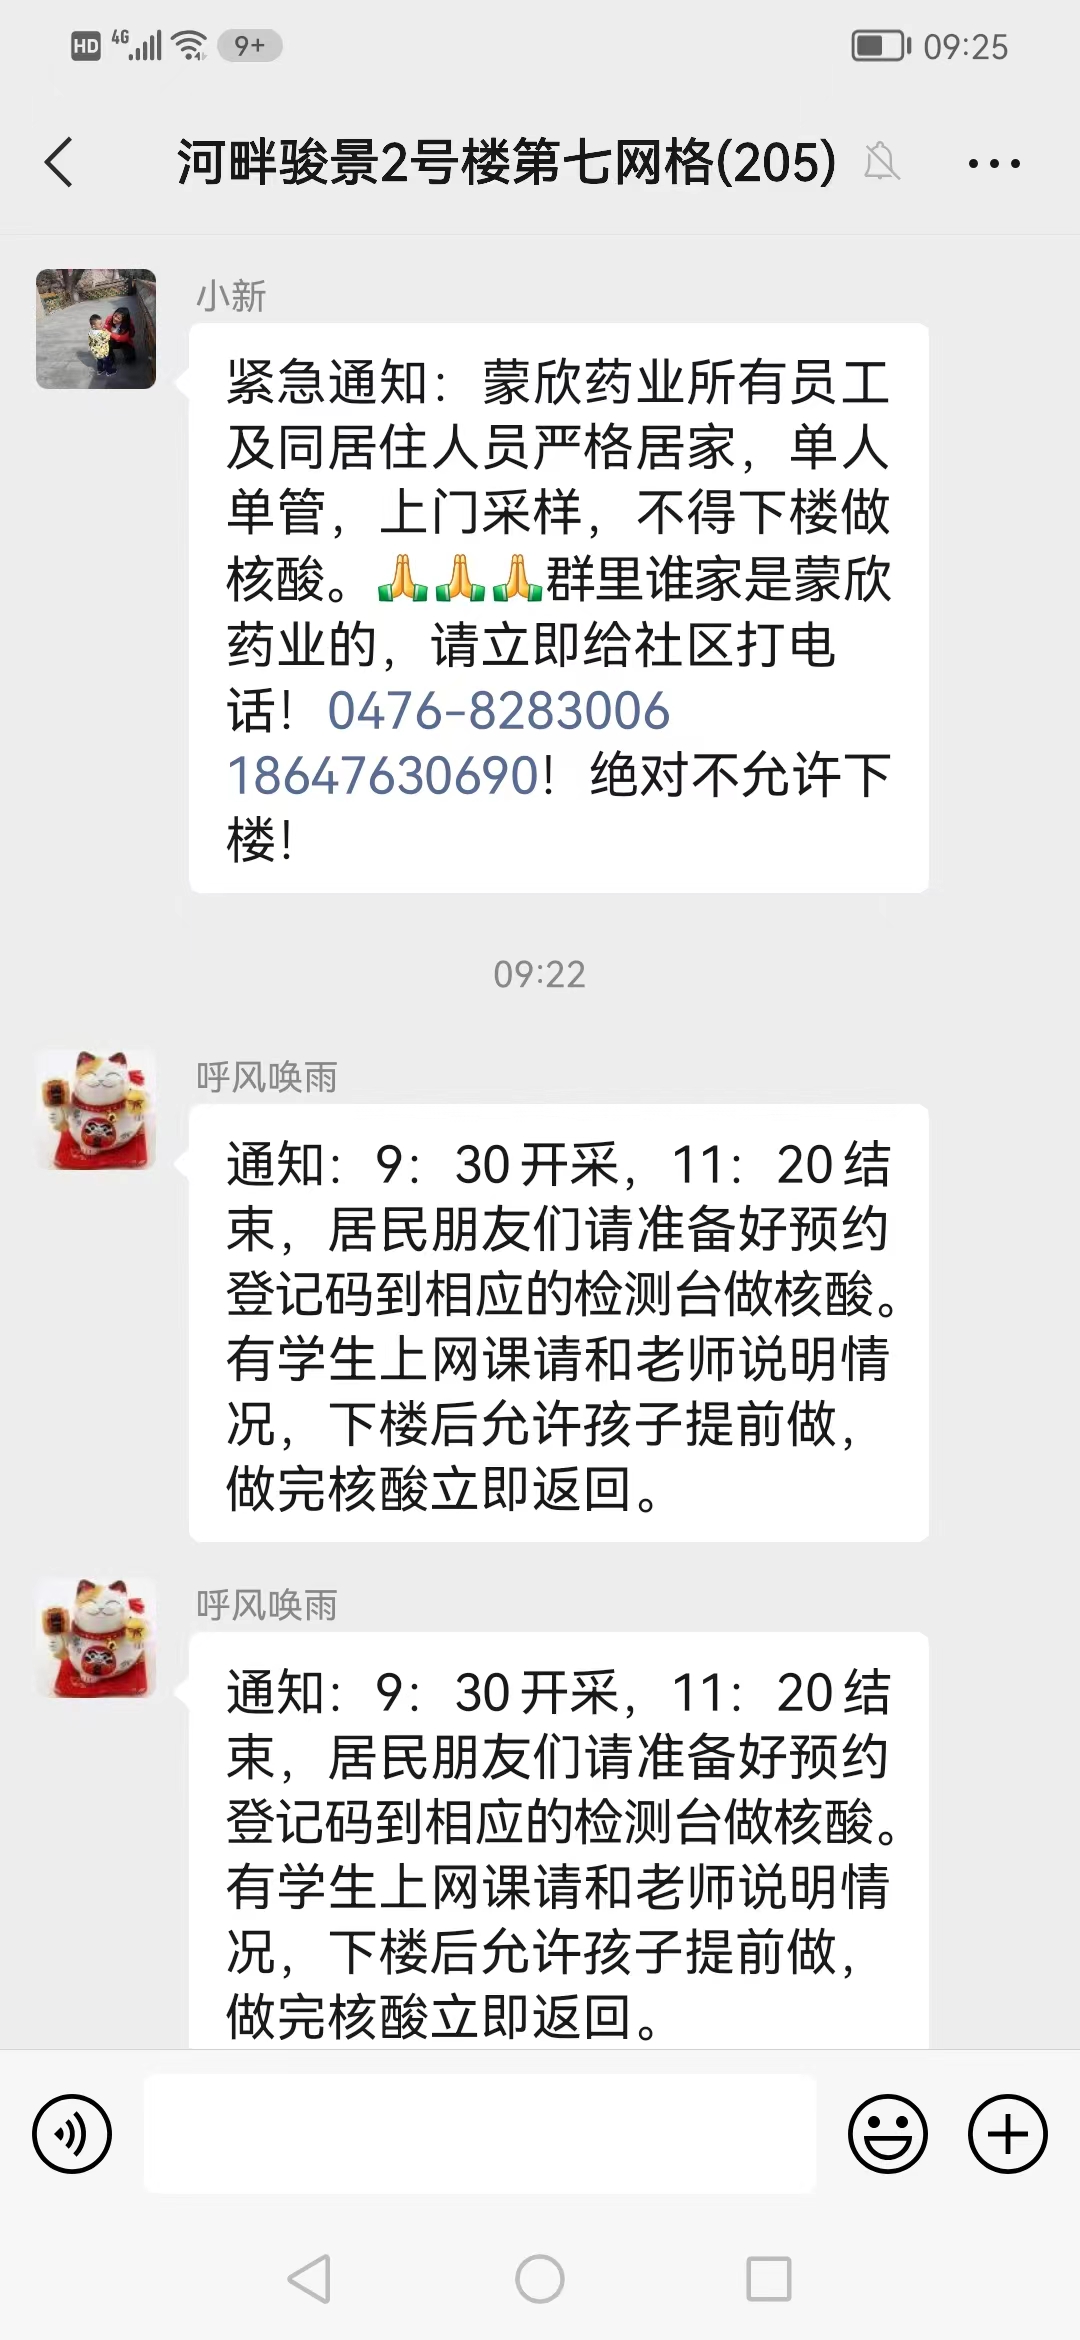 HD 4G 9+ 09:25
河畔骏景2号楼第七网格(205)
小新
紧急通知：蒙欣药业所有员工
及同居住人员严格居家，单人
单管，上门采样，不得下楼做
核酸。🙏🙏🙏群里谁家是蒙欣
药业的，请立即给社区打电
话！0476-8283006
18647630690！绝对不允许下
楼！
09:22
呼风唤雨
通知：9：30开采，11：20结
束，居民朋友们请准备好预约
登记码到相应的检测台做核酸。
有学生上网课请和老师说明情
况，下楼后允许孩子提前做，
做完核酸立即返回。
呼风唤雨
通知：9：30开采，11：20结
束，居民朋友们请准备好预约
登记码到相应的检测台做核酸。
有学生上网课请和老师说明情
况，下楼后允许孩子提前做，
做完核酸立即返回。